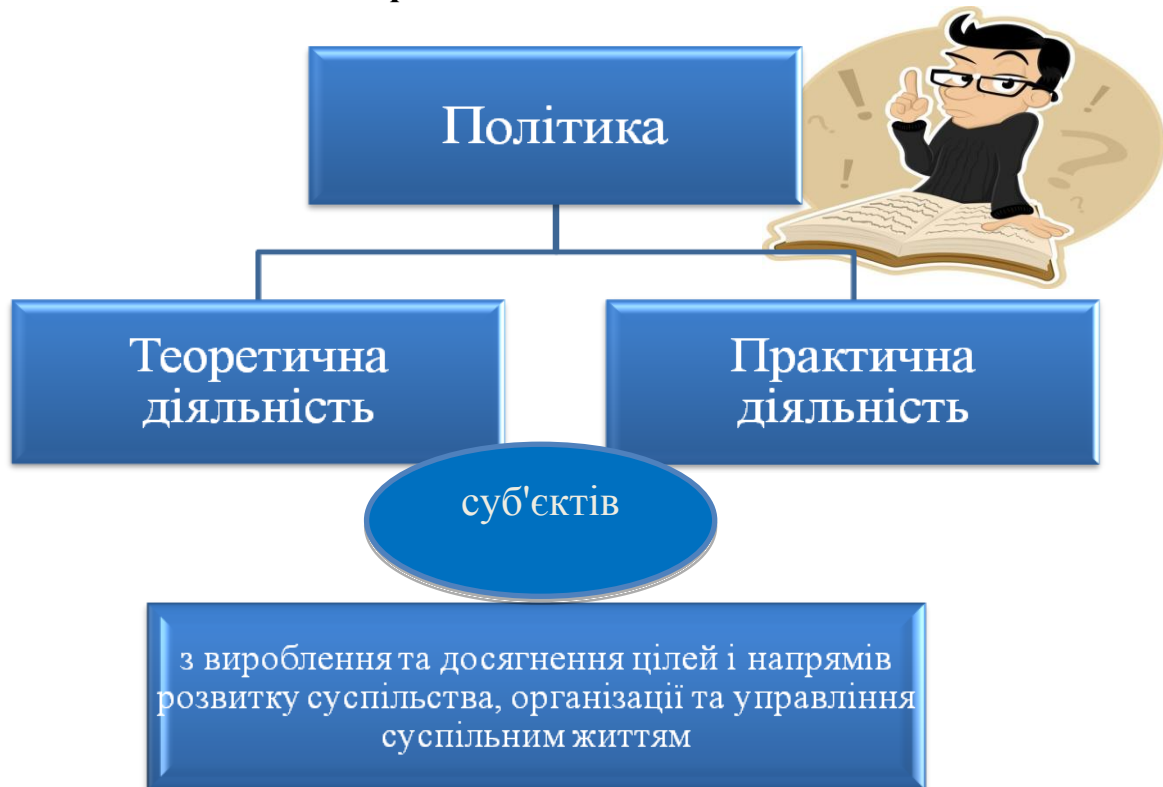 Політика
Теоретична
діяльність
Практична
діяльність
суб'єктів
з вироблення та досягнення цілей і напрямів
розвитку суспільства, організації та управління
суспільним життям